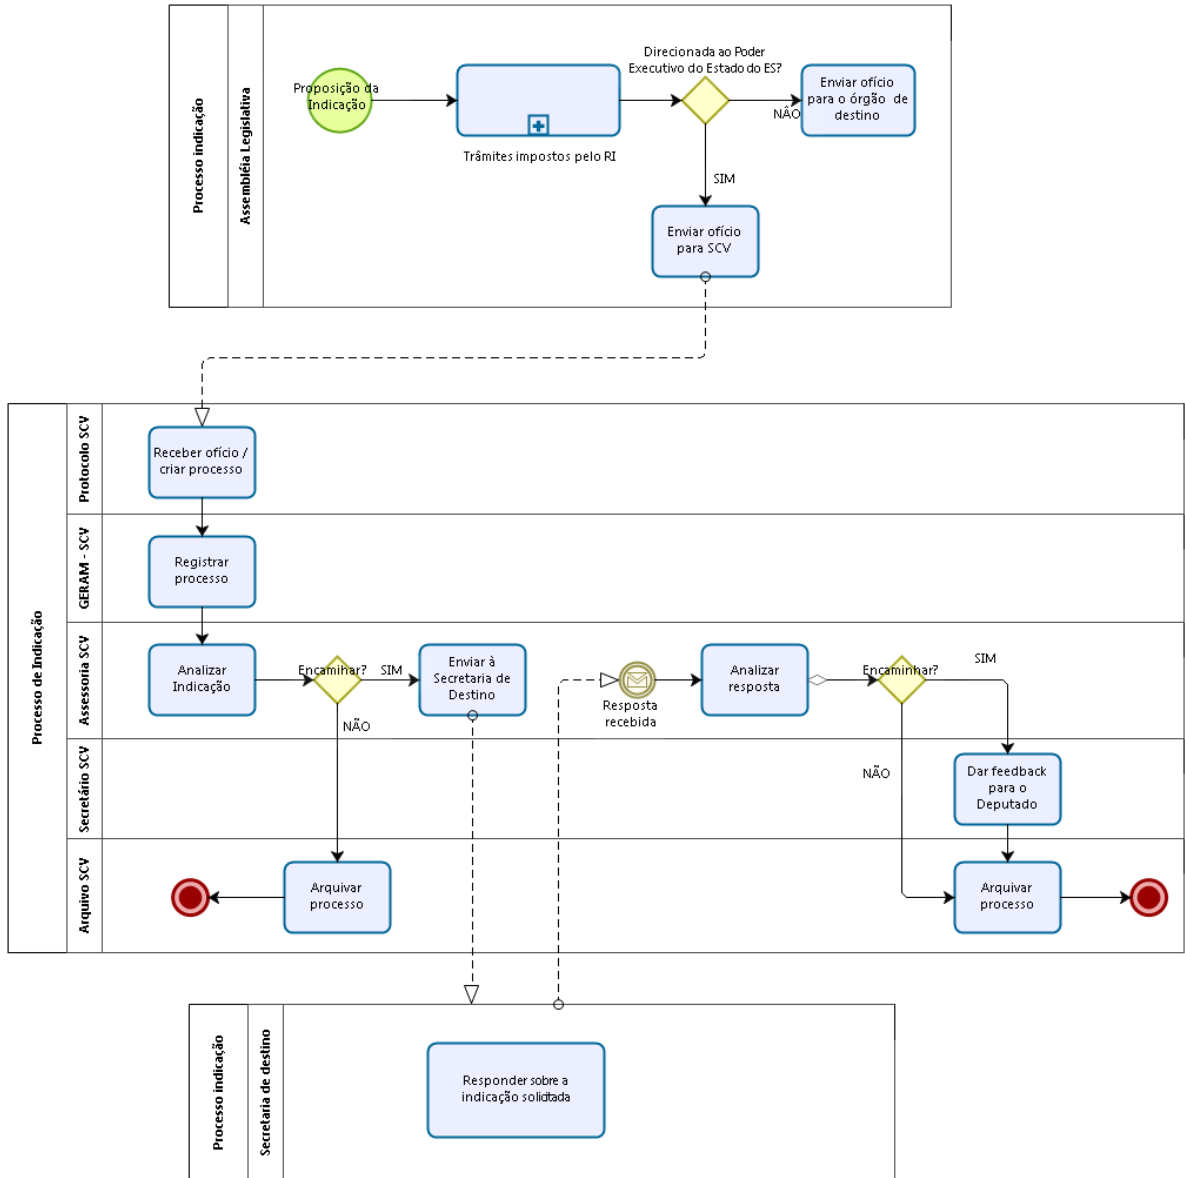 Processo indicação
Assembléia Legislativa
Proposição da
Indicação
Trâmites impostos pelo RI
Direcionada ao Poder
Executivo do Estado do ES?
NÃO
Enviar ofício
para o órgão de
destino
SIM
Enviar ofício
para SCV
Processo de Indicação
Protocolo SCV
Receber ofício /
criar processo
GERAM - SCV
Registrar
processo
Assessoria SCV
Analizar
Indicação
Encamihar?
SIM
NÃO
Enviar à
Secretaria de
Destino
Resposta
recebida
Analizar
resposta
Encaminhar?
SIM
NÃO
Secretário SCV
Dar feedback
para o
Deputado
Arquivo SCV
Arquivar
processo
Arquivar
processo
Processo indicação
Secretaria de destino
Responder sobre a
indicação solicitada